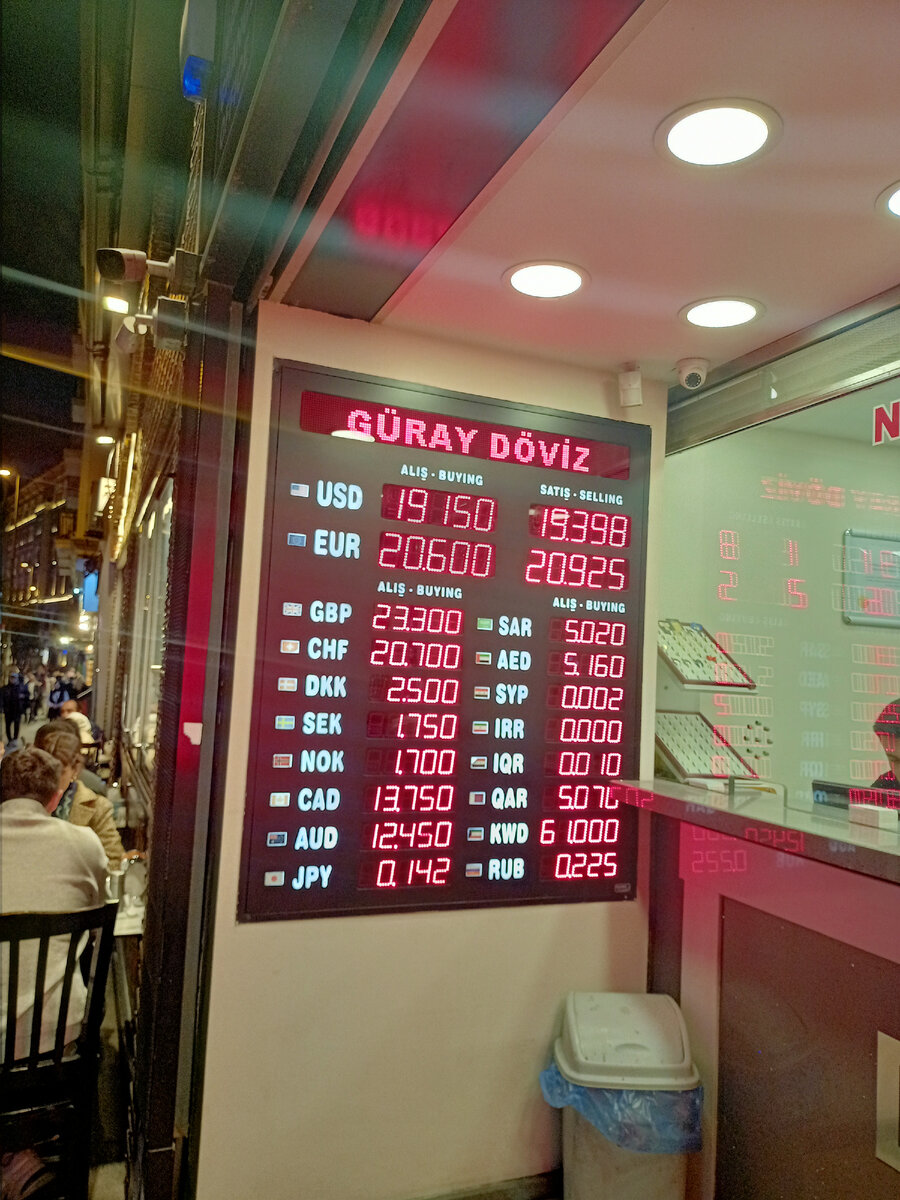 GÜRAY DÖVİZ
ALIŞ - BUYING
SATIŞ - SELLING
USD 19.150 19.398
EUR 20.600 20.925
ALIŞ - BUYING
ALIŞ - BUYING
GBP 23.300 SAR 5.020
CHF 20.700 AED 5.160
DKK 2.500 SYP 0.002
SEK 1.750 IRR 0.000
NOK 1.700 IQR 0.010
CAD 13.750 QAR 5.070
AUD 12.450 KWD 61.000
JPY 0.142 RUB 0.225
N